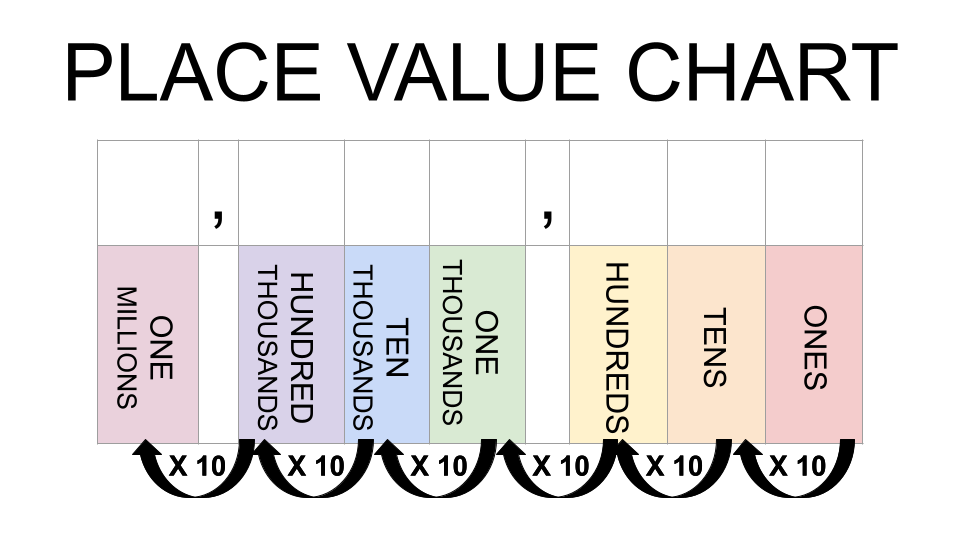 PLACE VALUE CHART
,
,
ONE
MILLIONS
HUNDRED
THOUSANDS
TEN
THOUSANDS
ONE
THOUSANDS
HUNDREDS
TENS
ONES
X 10
X 10
X 10
X 10
X 10
X 10